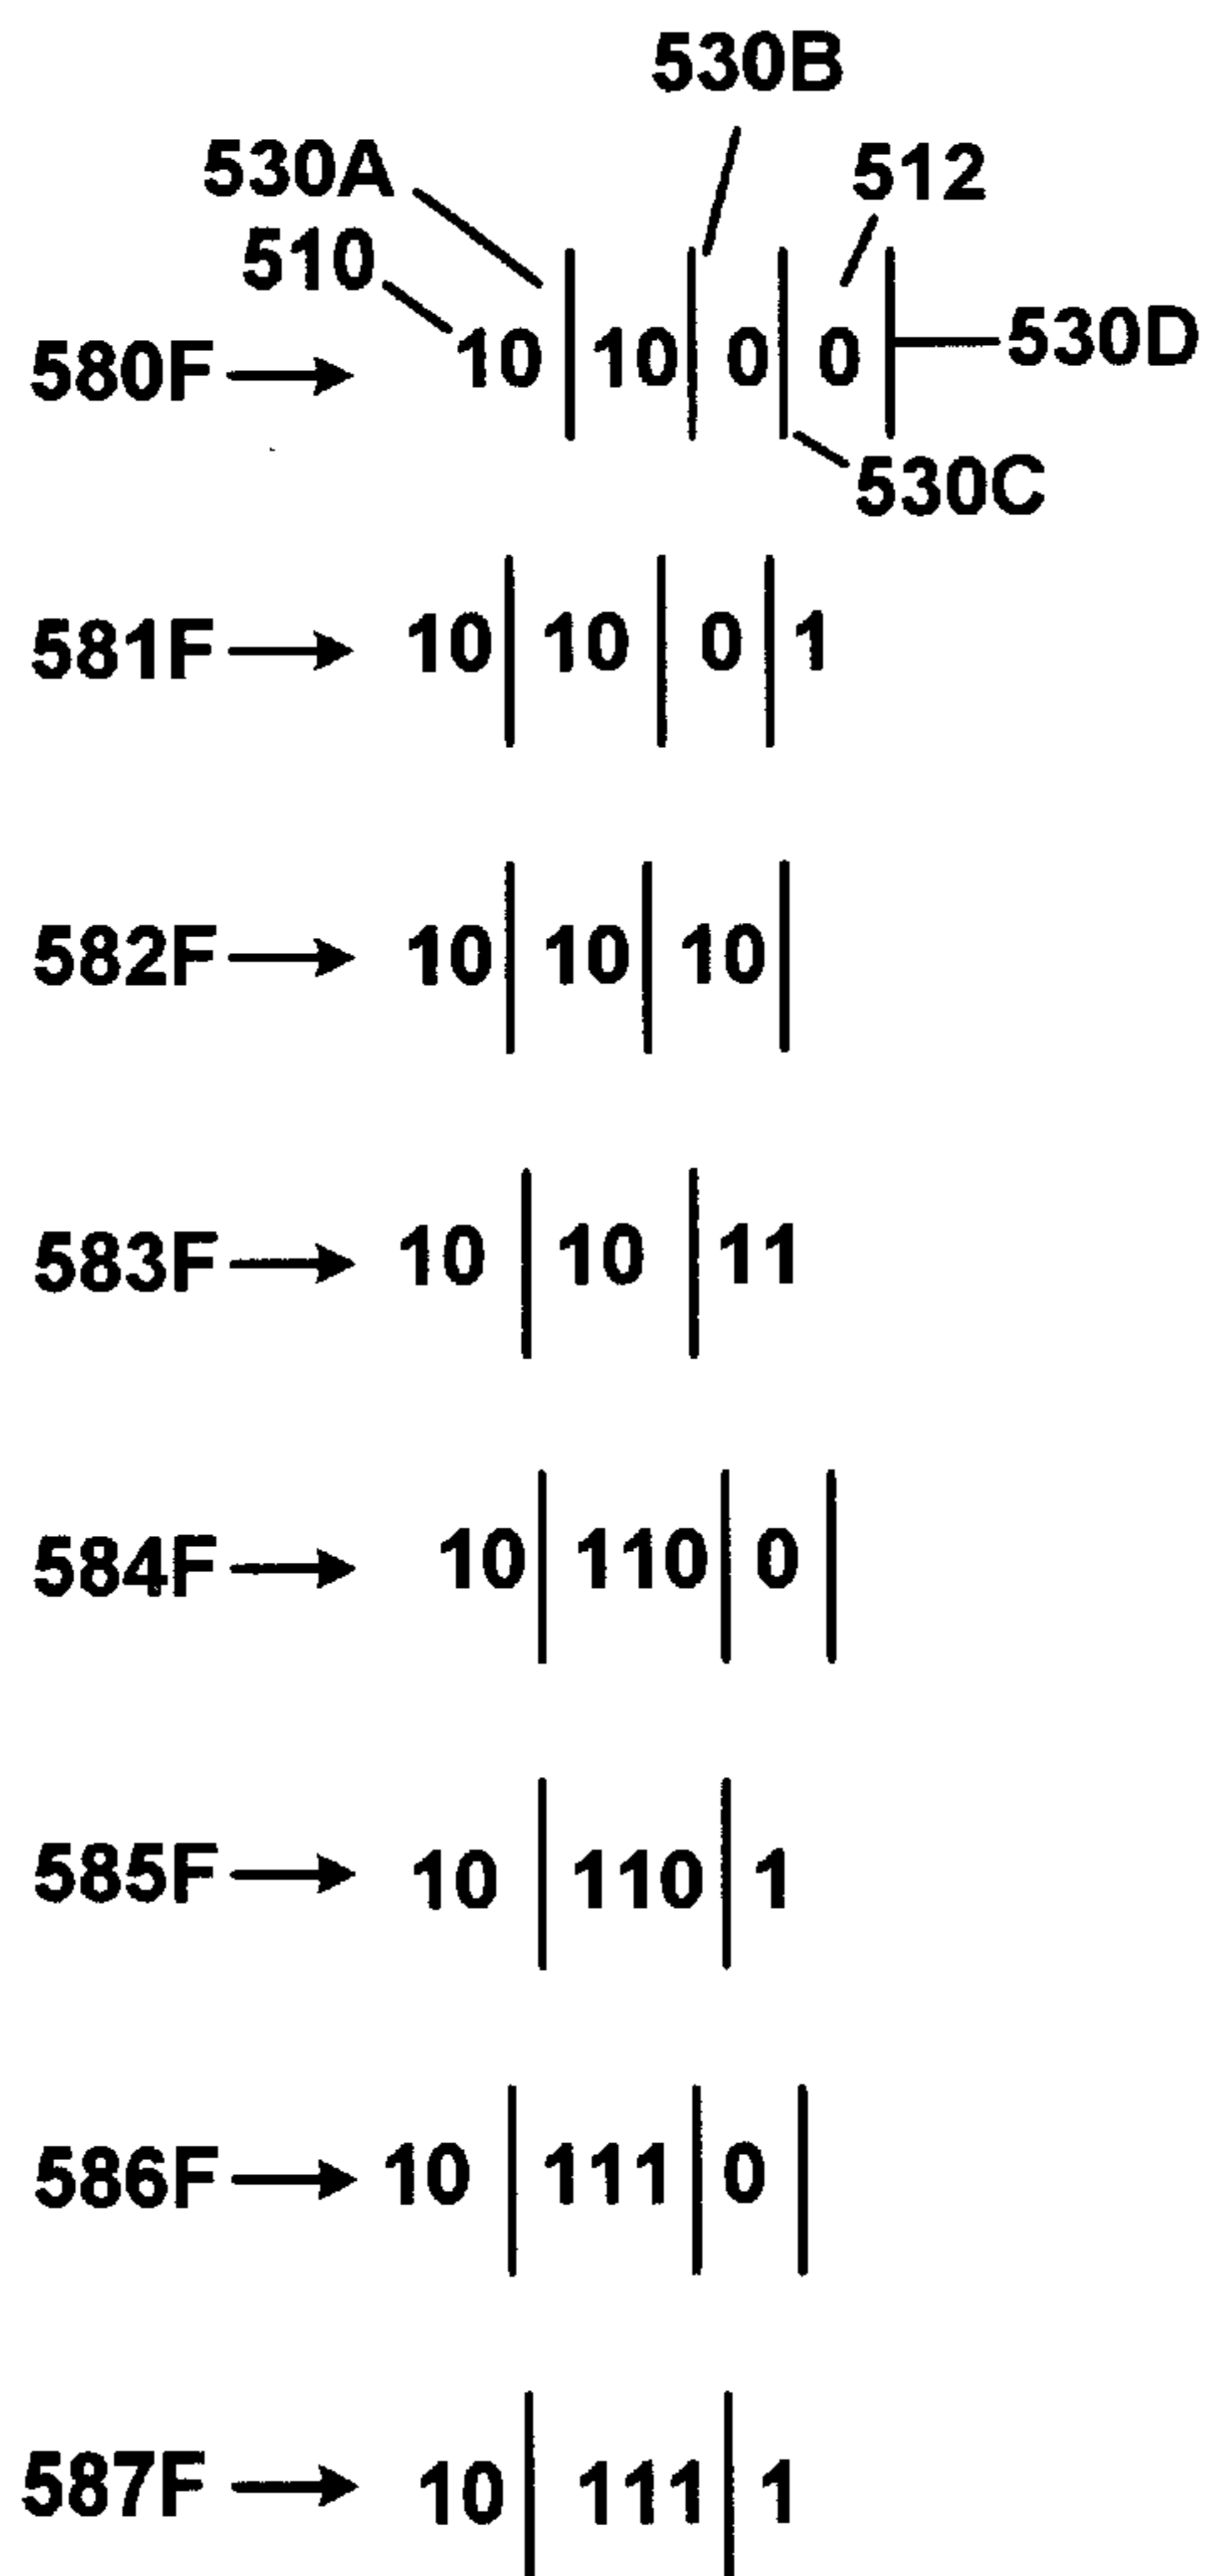 530B
530A
512
510
580F 10 | 10 | 0 | 0 | 530D
530C
581F 10 | 10 | 0 | 1
582F 10 | 10 | 10 |
583F 10 | 10 | 11
584F 10 | 110 | 0 |
585F 10 | 110 | 1
586F 10 | 111 | 0 |
587F 10 | 111 | 1